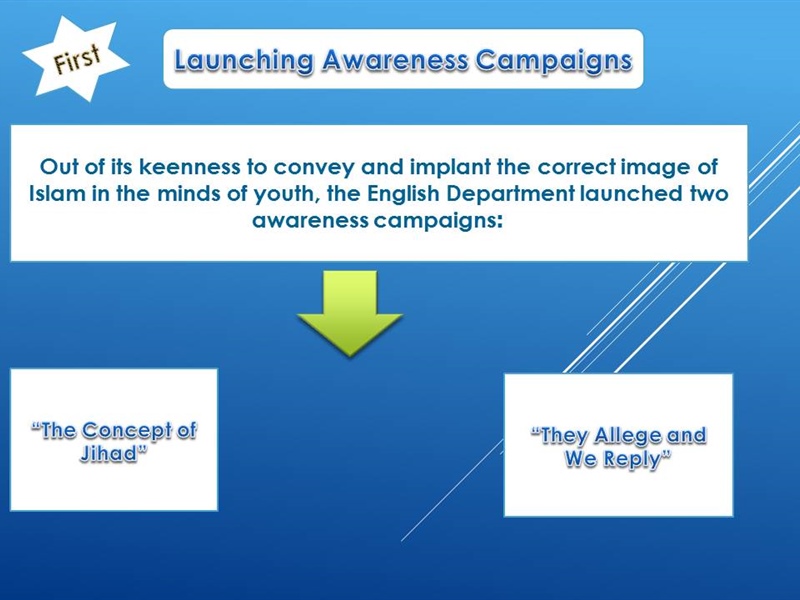 First
Launching Awareness Campaigns
Out of its keenness to convey and implant the correct image of
Islam in the minds of youth, the English Department launched two
awareness campaigns:
“The Concept of
Jihad”
“They Allege and
We Reply”